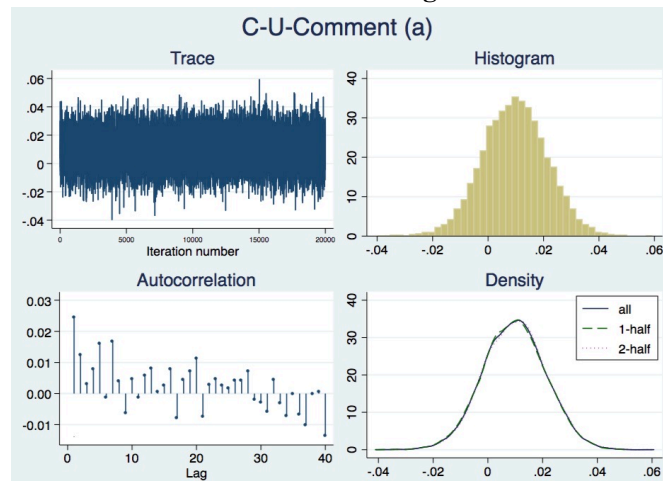 C-U-Comment (a)
Trace
.06
.04
.02
0
-.02
-.04
0 5000 10000 15000 20000
Iteration number
Histogram
40
30
20
10
0
-.04 -.02 0 .02 .04 .06
Autocorrelation
0.03
0.02
0.01
0.00
-0.01
0 10 20 30 40
Lag
Density
all
1-half
2-half
40
30
20
10
0
-.04 -.02 0 .02 .04 .06